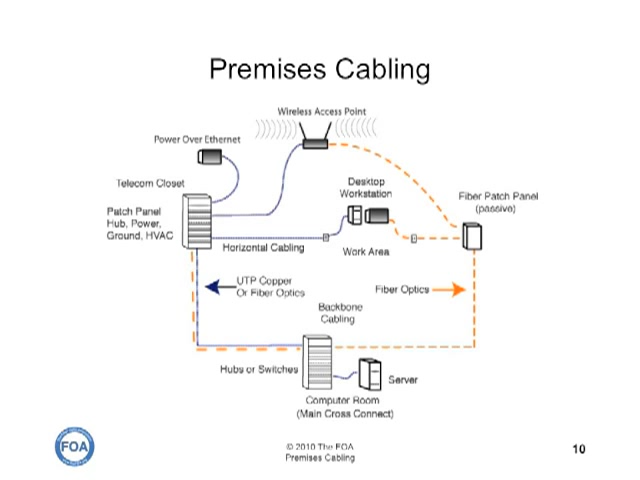 Premises Cabling
Wireless Access Point
Power Over Ethernet
Telecom Closet
Desktop
Workstation
Fiber Patch Panel
(passive)
Patch Panel
Hub, Power,
Ground, HVAC
Horizontal Cabling
Work Area
UTP Copper
Or Fiber Optics
Fiber Optics
Backbone
Cabling
Hubs or Switches
Server
Computer Room
(Main Cross Connect)
FOA
© 2010 The FOA
Premises Cabling
10